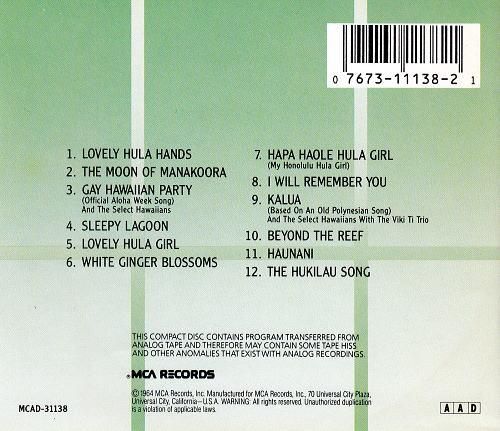 0 7673-11138-2 1
1. LOVELY HULA HANDS
2. THE MOON OF MANAKOORA
3. GAY HAWAIIAN PARTY
(Official Aloha Week Song)
And The Select Hawaiians
4. SLEEPY LAGOON
5. LOVELY HULA GIRL
6. WHITE GINGER BLOSSOMS
7. HAPA HAOLE HULA GIRL
(My Honolulu Hula Girl)
8. I WILL REMEMBER YOU
9. KALUA
(Based On An Old Polynesian Song)
And The Select Hawaiians With The Viki Ti Trio
10. BEYOND THE REEF
11. HAUNANI
12. THE HUKILAU SONG
THIS COMPACT DISC CONTAINS PROGRAM TRANSFERRED FROM
ANALOG TAPE AND THEREFORE MAY CONTAIN SOME TAPE HISS
AND OTHER ANOMALIES THAT EXIST WITH ANALOG RECORDINGS.
MCA RECORDS
©1964 MCA Records, Inc. Manufactured for MCA Records, Inc., 70 Universal City Plaza,
Universal City, California—U.S.A. WARNING: All rights reserved. Unauthorized duplication
is a violation of applicable laws.
MCAD-31138
A A D